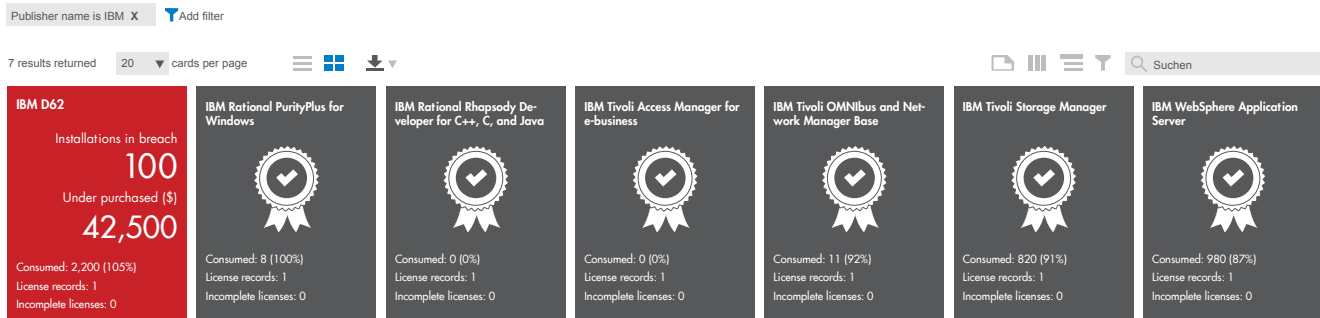 Publisher name is IBM X
Add filter
7 results returned
20
cards per page
Suchen
IBM D62
Installations in breach
100
Under purchased ($)
42,500
Consumed: 2,200 (105%)
License records: 1
Incomplete licenses: 0
IBM Rational PurityPlus for
Windows
Consumed: 8 (100%)
License records: 1
Incomplete licenses: 0
IBM Rational Rhapsody De-
veloper for C++, C, and Java
Consumed: 0 (0%)
License records: 1
Incomplete licenses: 0
IBM Tivoli Access Manager for
e-business
Consumed: 0 (0%)
License records: 1
Incomplete licenses: 0
IBM Tivoli OMNIbus and Net-
work Manager Base
Consumed: 11 (92%)
License records: 1
Incomplete licenses: 0
IBM Tivoli Storage Manager
Consumed: 820 (91%)
License records: 1
Incomplete licenses: 0
IBM WebSphere Application
Server
Consumed: 980 (87%)
License records: 1
Incomplete licenses: 0